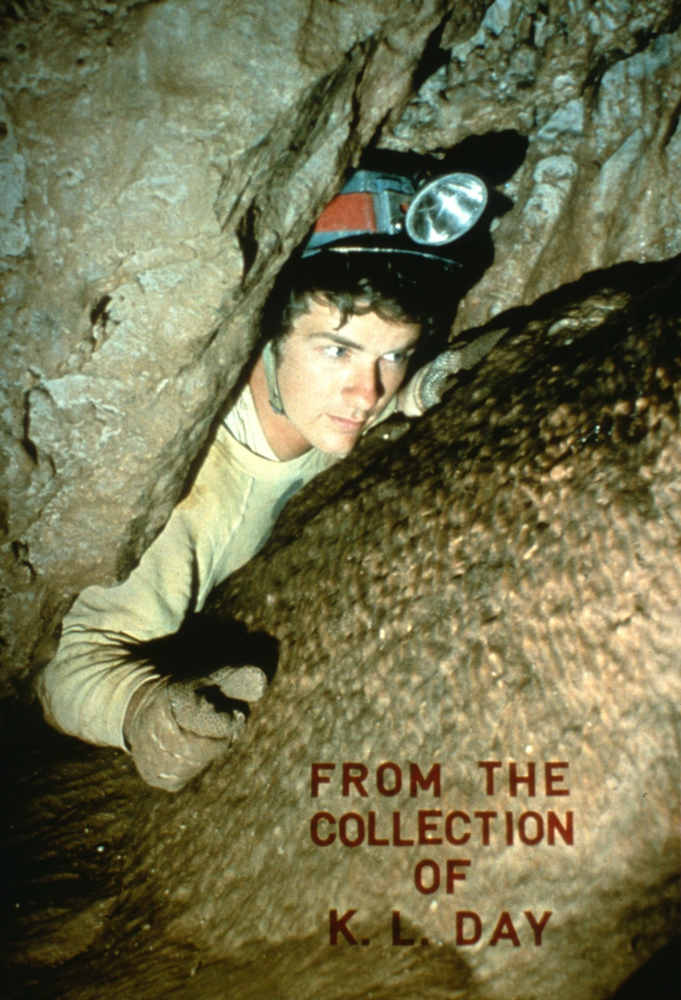 FROM THE
COLLECTION
OF
K. L. DAY